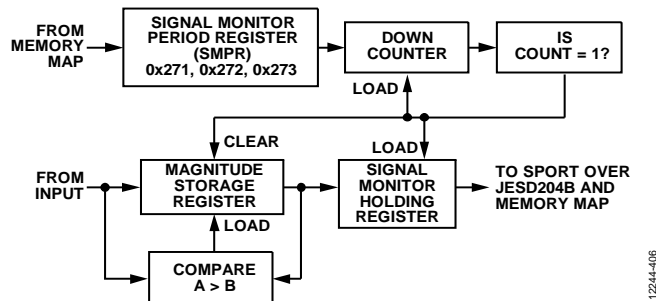 FROM
MEMORY
MAP
SIGNAL MONITOR
PERIOD REGISTER
(SMPR)
0x271, 0x272, 0x273
DOWN
COUNTER
IS
COUNT = 1?
LOAD
CLEAR
LOAD
FROM
INPUT
MAGNITUDE
STORAGE
REGISTER
SIGNAL
MONITOR
HOLDING
REGISTER
TO SPORT OVER
JESD204B AND
MEMORY MAP
LOAD
COMPARE
A > B
12244-406